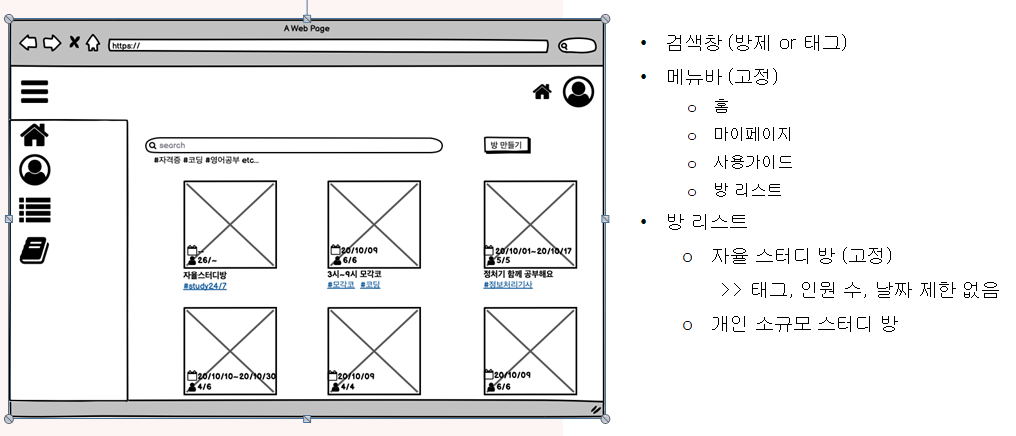 A Web Page
https://
search
방 만들기
#자격증 #코딩 #영어공부 etc...
~
26/~
자율스터디방
#study24/7
20/10/09
6/6
3시~9시 모각코
#모각코 #코딩
20/10/01~20/10/17
5/5
정처기 함께 공부해요
#정보처리기사
20/10/10~20/10/30
4/6
20/10/09
4/4
20/10/09
6/6
• 검색창 (방제 or 태그)
• 메뉴바 (고정)
o 홈
o 마이페이지
o 사용가이드
o 방 리스트
• 방 리스트
o 자율 스터디 방 (고정)
>> 태그, 인원 수, 날짜 제한 없음
o 개인 소규모 스터디 방